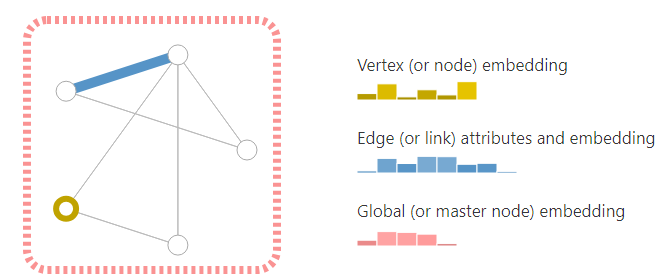 Vertex (or node) embedding
Edge (or link) attributes and embedding
Global (or master node) embedding